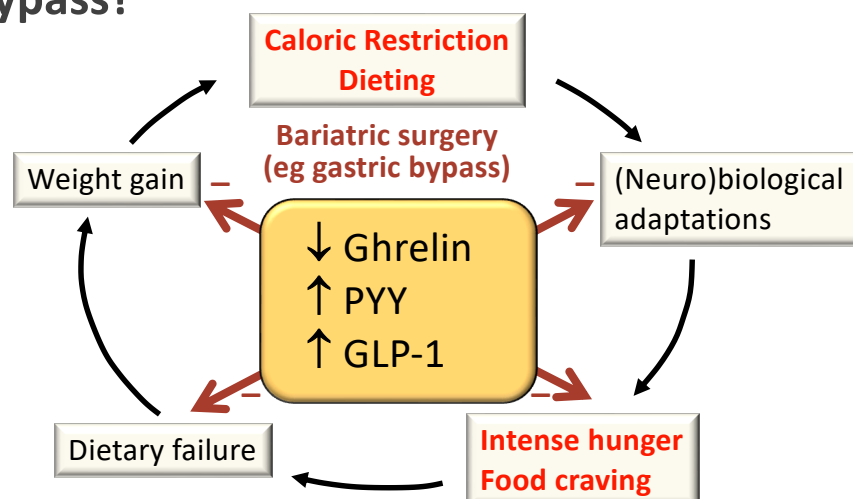 ypass?
Caloric Restriction
Dieting
Bariatric surgery
(eg gastric bypass)
Weight gain
–
–
(Neuro)biological
adaptations
↓ Ghrelin
↑ PYY
↑ GLP-1
–
–
Dietary failure
Intense hunger
Food craving